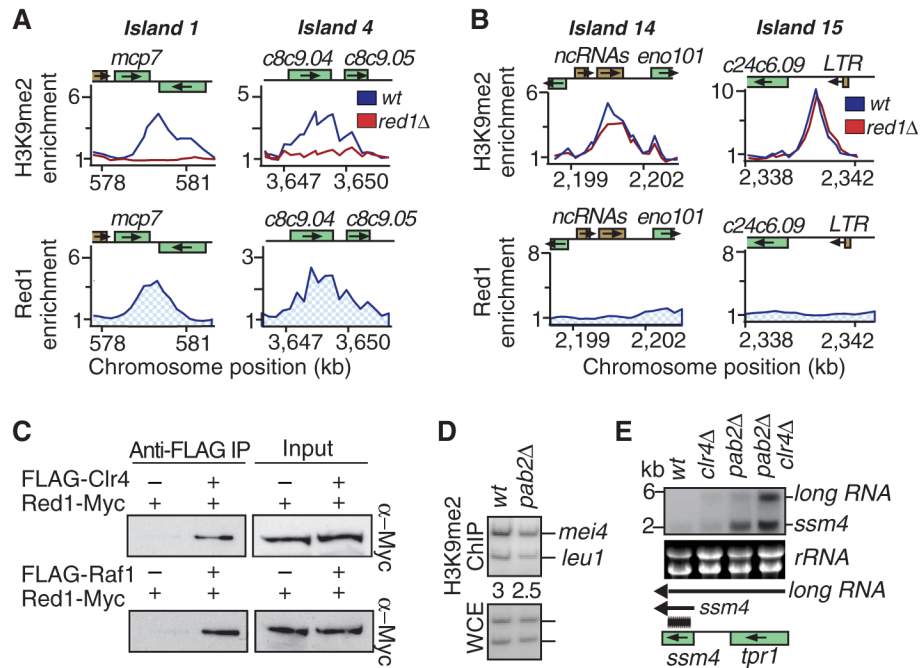 A
Island 1
Island 4
mcp7
c8c9.04
c8c9.05
H3K9me2 enrichment
6
1
578
581
5
1
3,647
3,650
wt
red1Δ
mcp7
c8c9.04
c8c9.05
Red1 enrichment
6
1
578
581
4
1
3,647
3,650
Chromosome position (kb)
B
Island 14
Island 15
ncRNAs
eno101
c24c6.09
LTR
H3K9me2 enrichment
6
1
2,199
2,202
10
1
2,338
2,342
wt
red1Δ
ncRNAs
eno101
c24c6.09
LTR
Red1 enrichment
8
1
2,199
2,202
8
1
2,338
2,342
Chromosome position (kb)
C
Anti-FLAG IP
Input
FLAG-Clr4 – + – +
Red1-Myc + + + +
α–Myc
FLAG-Raf1 – + – +
Red1-Myc + + + +
α–Myc
D
wt
pab2Δ
H3K9me2 ChIP
mei4
leu1
3 2.5
WCE
E
wt
clr4Δ
pab2Δ
pab2Δ clr4Δ
kb
6
long RNA
2
ssm4
rRNA
long RNA
ssm4
ssm4
tpr1